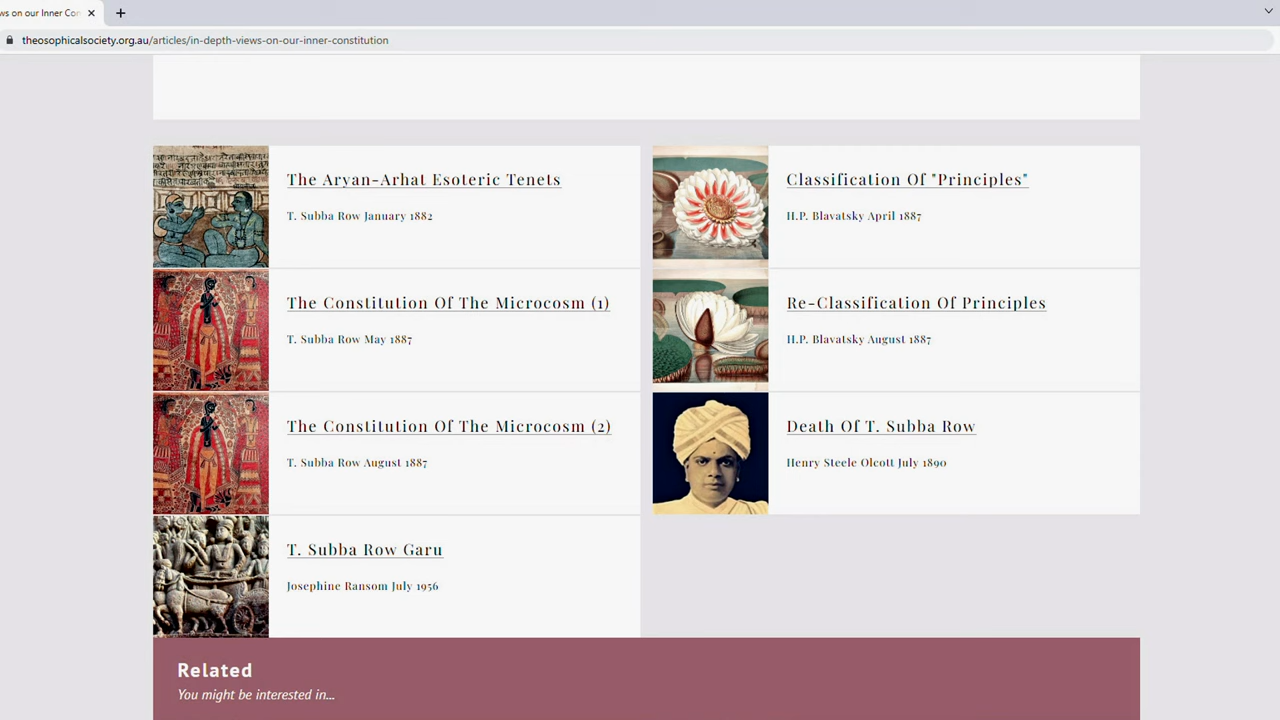 ws on our Inner Con
theosophicalsociety.org.au/articles/in-depth-views-on-our-inner-constitution
The Aryan-Arhat Esoteric Tenets
T. Subba Row January 1882
Classification Of "Principles"
H.P. Blavatsky April 1887
The Constitution Of The Microcosm (1)
T. Subba Row May 1887
Re-Classification Of Principles
H.P. Blavatsky August 1887
The Constitution Of The Microcosm (2)
T. Subba Row August 1887
Death Of T. Subba Row
Henry Steele Olcott July 1890
T. Subba Row Garu
Josephine Ransom July 1956
Related
You might be interested in...